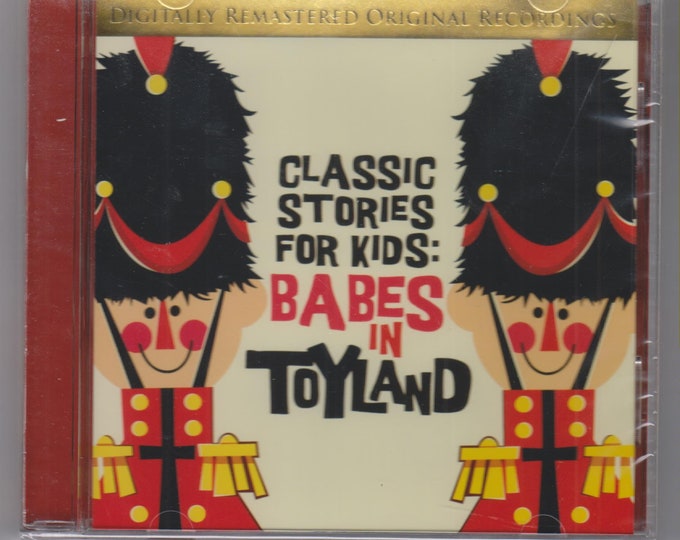 DIGITALLY REMASTERED ORIGINAL RECORDINGS
CLASSIC
STORIES
FOR KIDS:
BABES
IN
TOYLAND